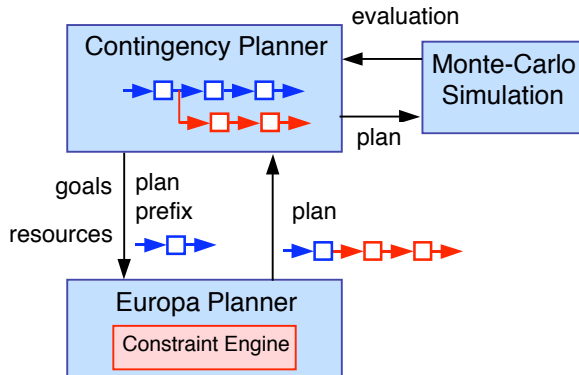 evaluation
Contingency Planner
Monte-Carlo
Simulation
plan
goals
plan
prefix
resources
plan
Europa Planner
Constraint Engine